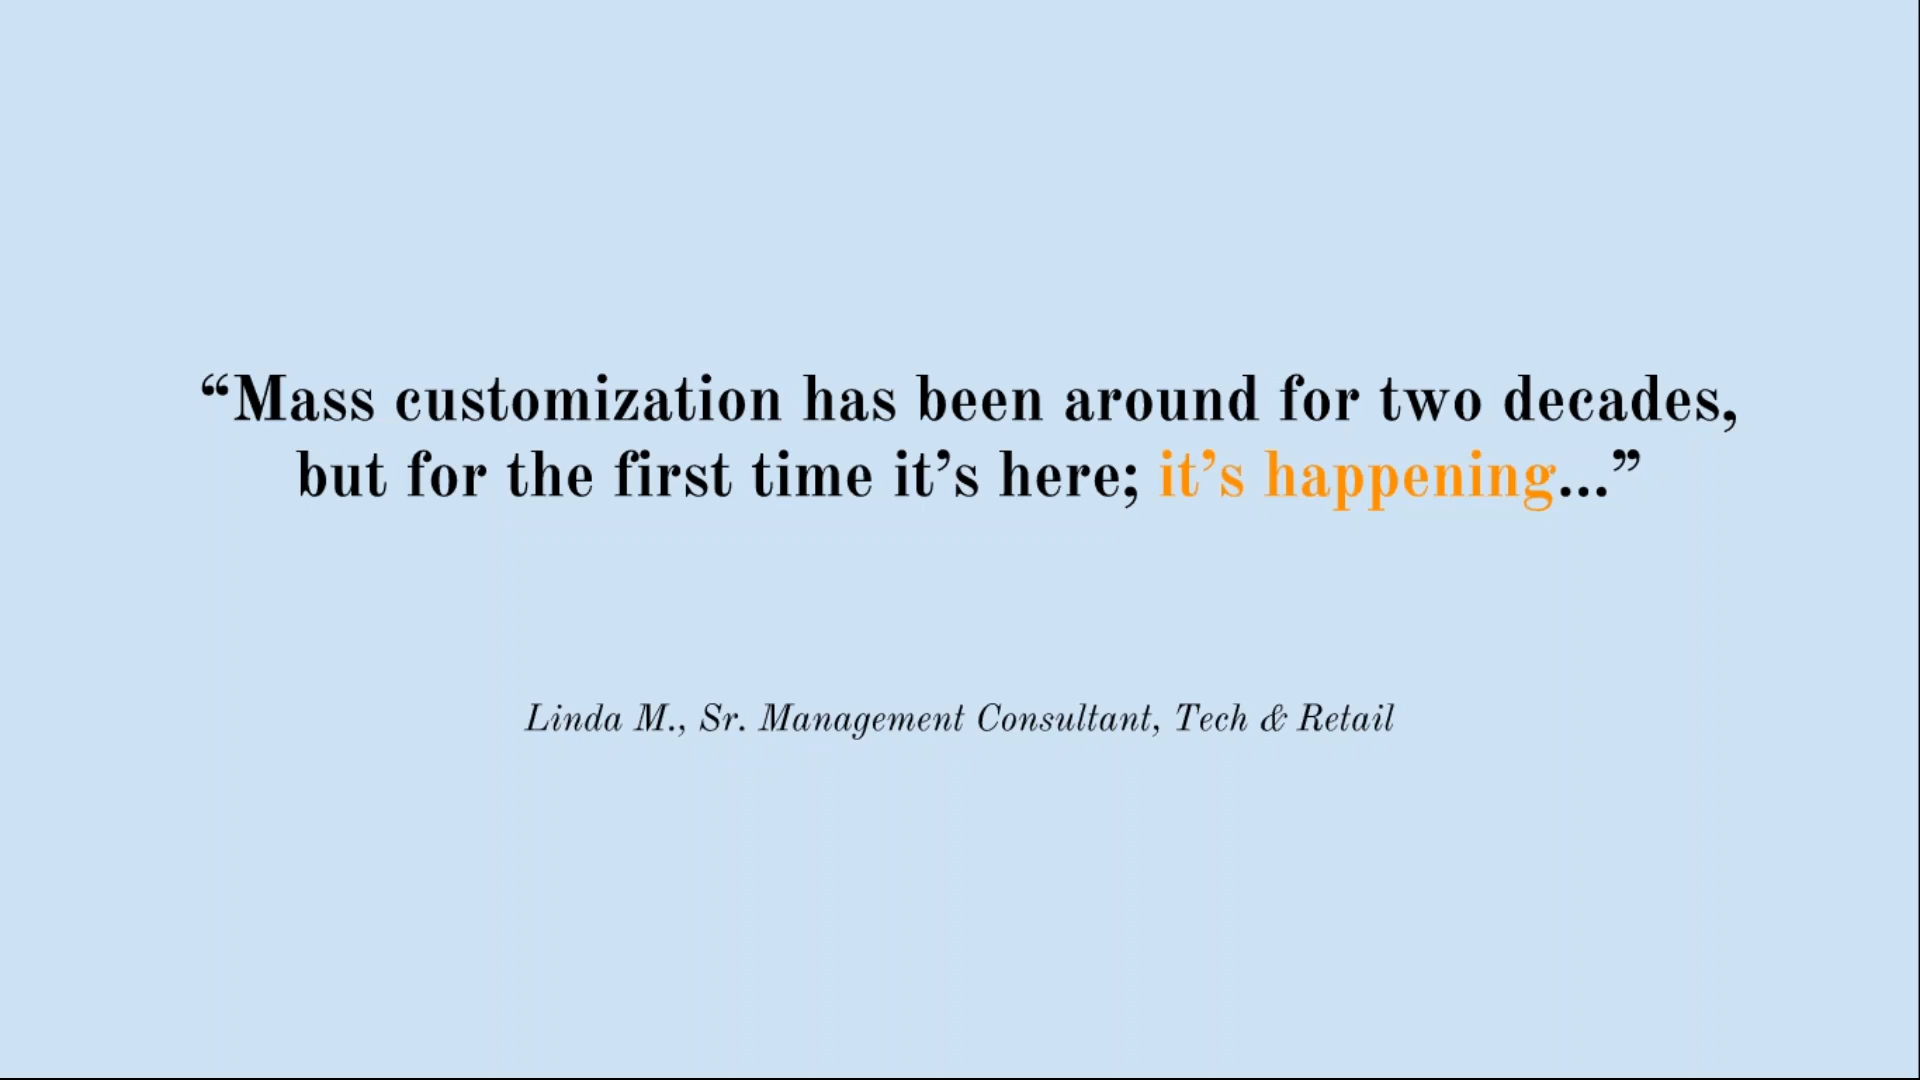 “Mass customization has been around for two decades,
but for the first time it’s here; it’s happening...”
Linda M., Sr. Management Consultant, Tech & Retail